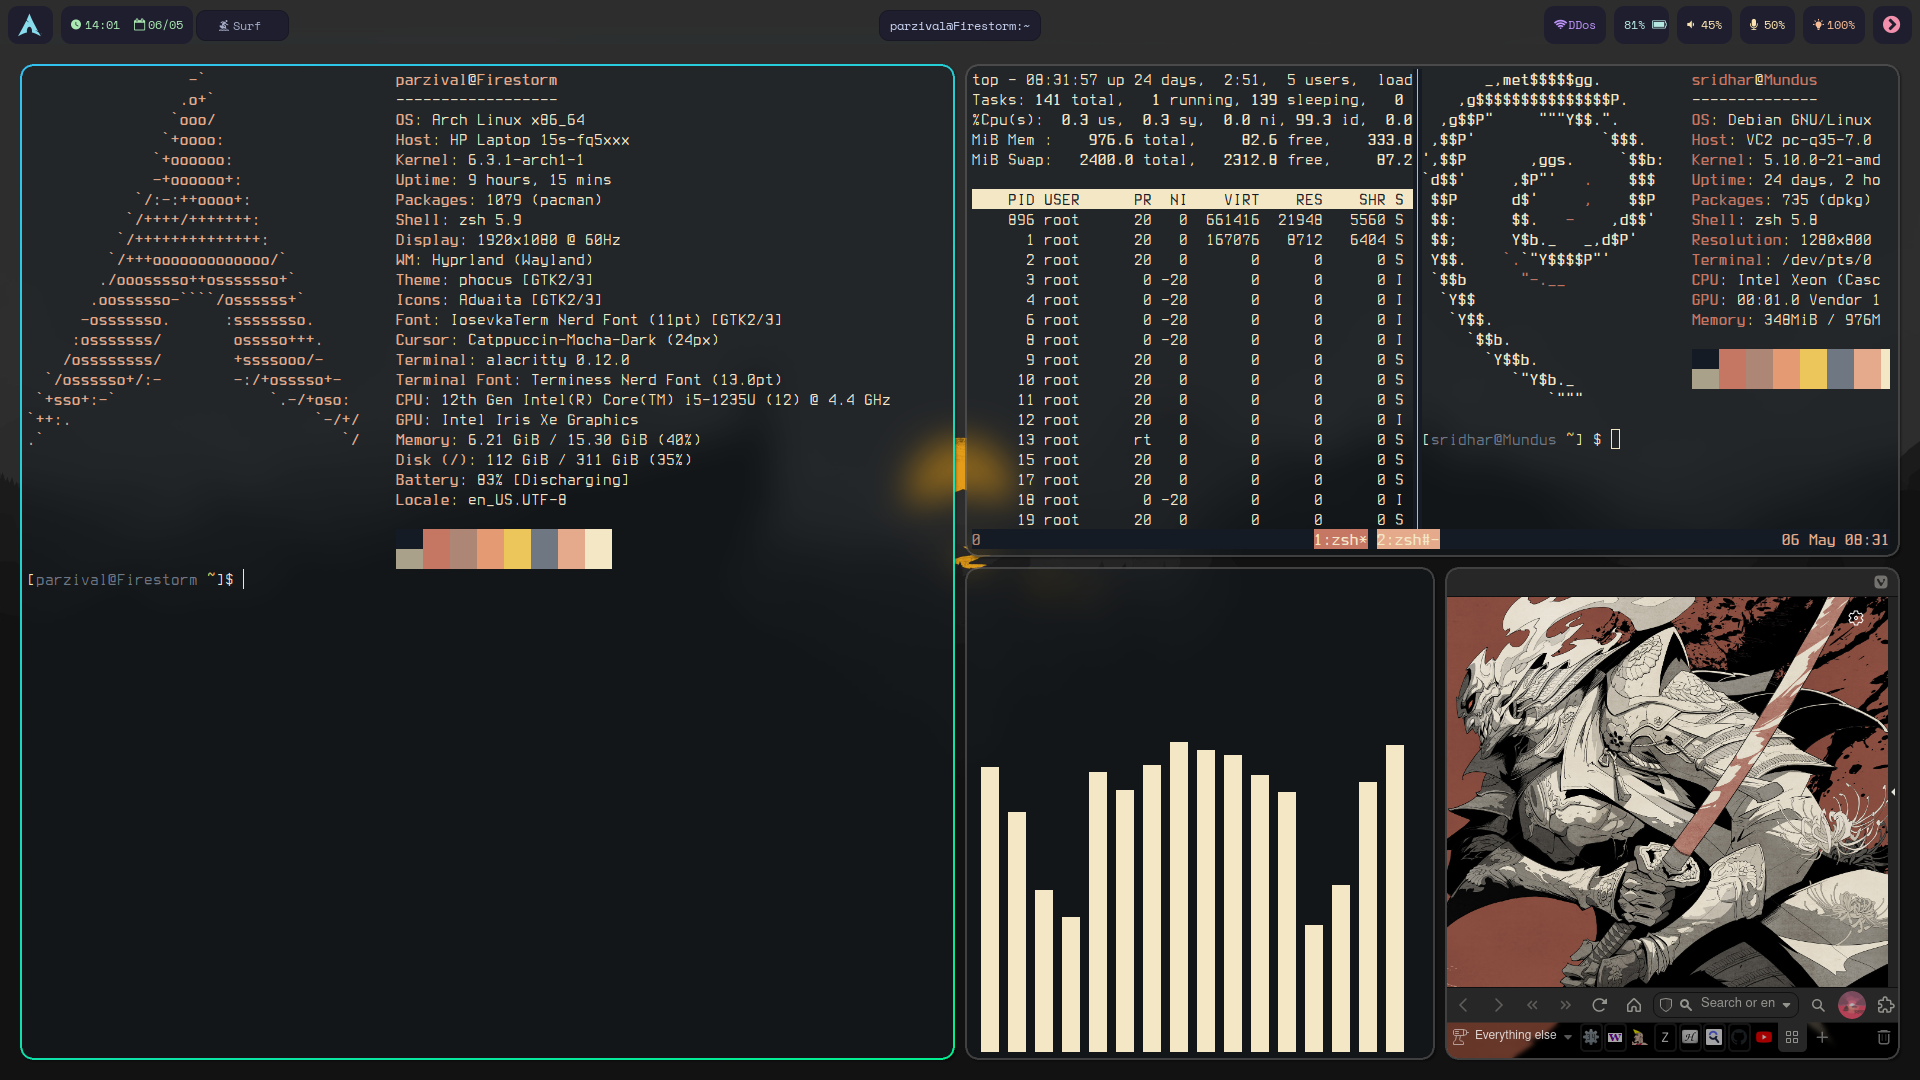 14:01 06/05 Surf
parzival@Firestorm:~
DDos 81% 45% 50% 100%
parzival@Firestorm
------------------
OS: Arch Linux x86_64
Host: HP Laptop 15s-fq5xxx
Kernel: 6.3.1-arch1-1
Uptime: 9 hours, 15 mins
Packages: 1079 (pacman)
Shell: zsh 5.9
Display: 1920x1080 @ 60Hz
WM: Hyprland (Wayland)
Theme: phocus [GTK2/3]
Icons: Adwaita [GTK2/3]
Font: IosevkaTerm Nerd Font (11pt) [GTK2/3]
Cursor: Catppuccin-Mocha-Dark (24px)
Terminal: alacritty 0.12.0
Terminal Font: Terminess Nerd Font (13.0pt)
CPU: 12th Gen Intel(R) Core(TM) i5-1235U (12) @ 4.4 GHz
GPU: Intel Iris Xe Graphics
Memory: 6.21 GiB / 15.30 GiB (40%)
Disk (/): 112 GiB / 311 GiB (35%)
Battery: 83% [Discharging]
Locale: en_US.UTF-8
[parzival@Firestorm ~]$
top - 08:31:57 up 24 days, 2:51, 5 users, load
Tasks: 141 total, 1 running, 139 sleeping, 0
%Cpu(s): 0.3 us, 0.3 sy, 0.0 ni, 99.3 id, 0.0
MiB Mem : 976.6 total, 82.6 free, 333.8
MiB Swap: 2400.0 total, 2312.8 free, 87.2
PID USER PR NI VIRT RES SHR S
896 root 20 0 661416 21948 5560 S
1 root 20 0 167076 8712 6404 S
2 root 20 0 0 0 0 S
3 root 0 -20 0 0 0 I
4 root 0 -20 0 0 0 I
6 root 0 -20 0 0 0 I
8 root 0 -20 0 0 0 I
9 root 20 0 0 0 0 S
10 root 20 0 0 0 0 S
11 root 20 0 0 0 0 S
12 root 20 0 0 0 0 I
13 root rt 0 0 0 0 S
15 root 20 0 0 0 0 S
17 root 20 0 0 0 0 S
18 root 0 -20 0 0 0 I
19 root 20 0 0 0 0 S
sridhar@Mundus
--------------
OS: Debian GNU/Linux
Host: VC2 pc-q35-7.0
Kernel: 5.10.0-21-amd
Uptime: 24 days, 2 ho
Packages: 735 (dpkg)
Shell: zsh 5.8
Resolution: 1280x800
Terminal: /dev/pts/0
CPU: Intel Xeon (Casc
GPU: 00:01.0 Vendor 1
Memory: 348MiB / 976M
[sridhar@Mundus ~] $
0 1:zsh* 2:zsh#- 06 May 08:31
Search or en
Everything else